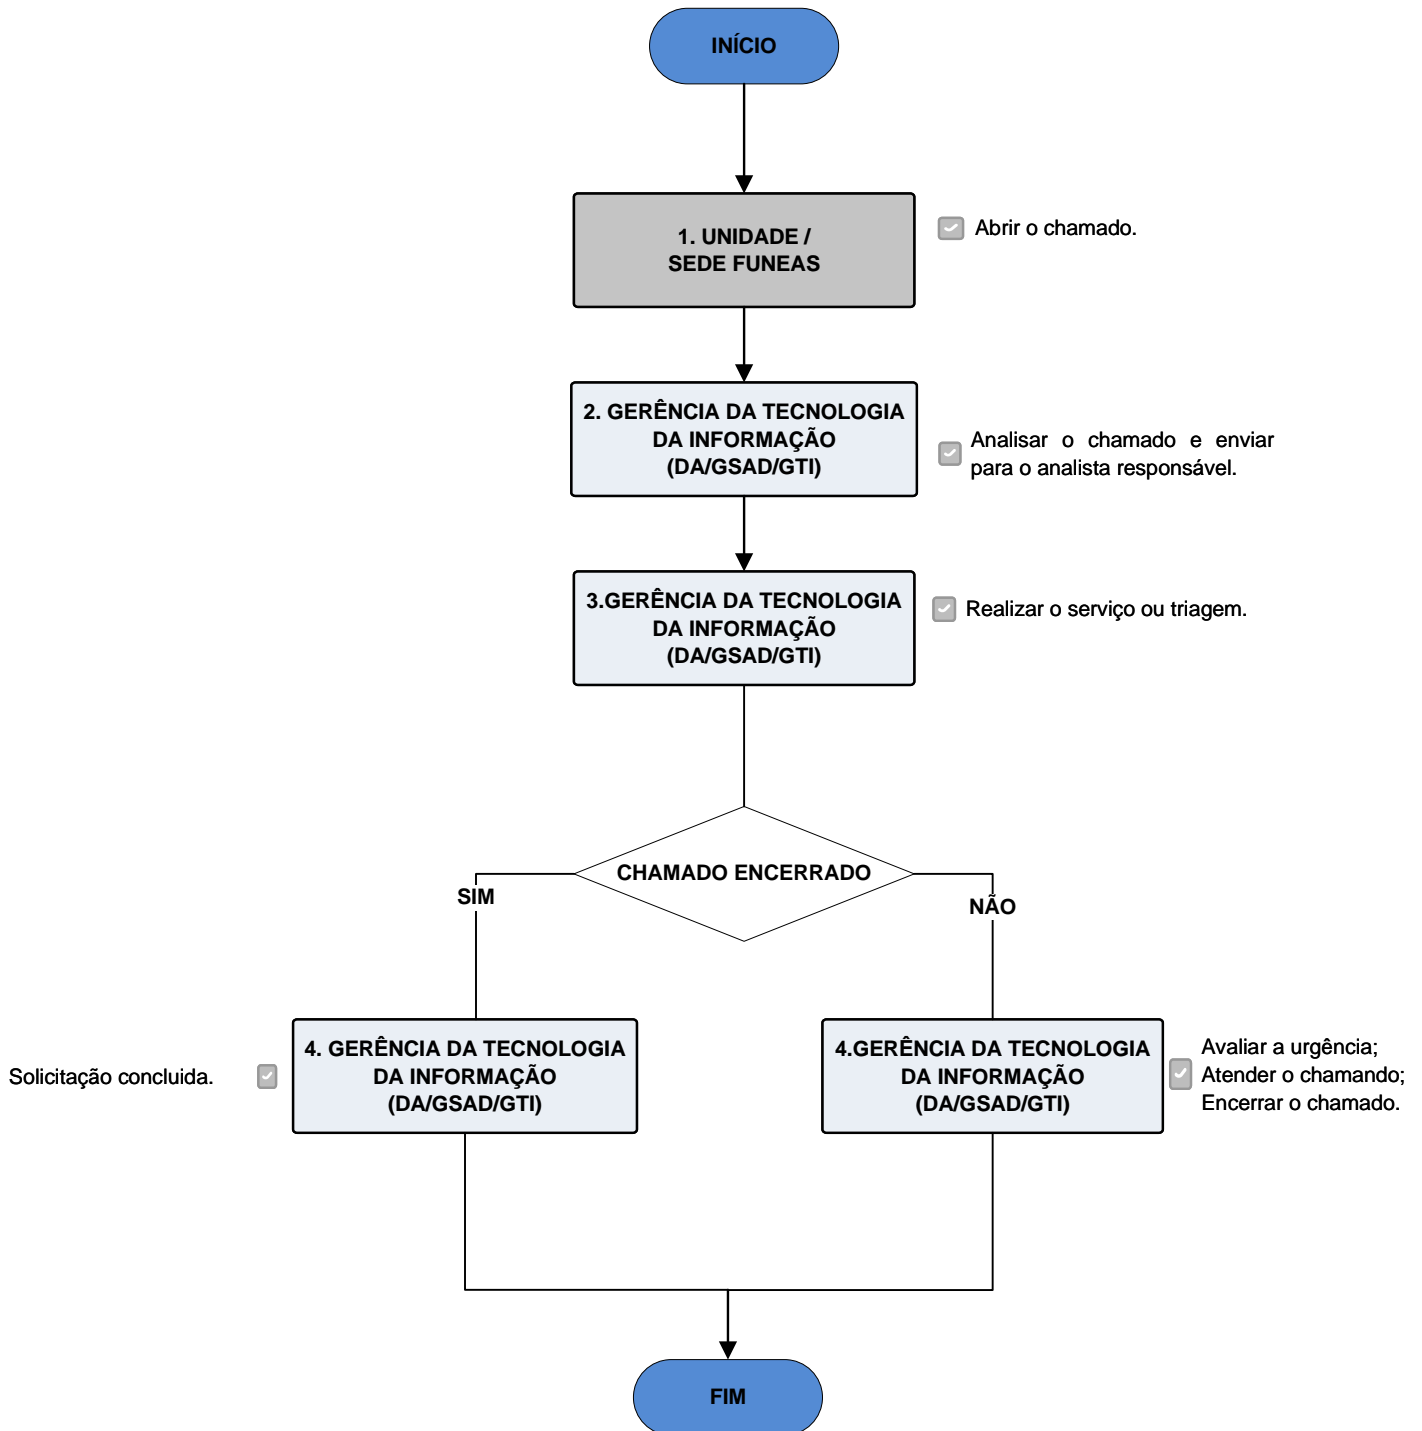 INÍCIO
1. UNIDADE /
SEDE FUNEAS
Abrir o chamado.
2. GERÊNCIA DA TECNOLOGIA
DA INFORMAÇÃO
(DA/GSAD/GTI)
Analisar o chamado e enviar
para o analista responsável.
3.GERÊNCIA DA TECNOLOGIA
DA INFORMAÇÃO
(DA/GSAD/GTI)
Realizar o serviço ou triagem.
CHAMADO ENCERRADO
SIM
NÃO
Solicitação concluida.
4. GERÊNCIA DA TECNOLOGIA
DA INFORMAÇÃO
(DA/GSAD/GTI)
4.GERÊNCIA DA TECNOLOGIA
DA INFORMAÇÃO
(DA/GSAD/GTI)
Avaliar a urgência;
Atender o chamando;
Encerrar o chamado.
FIM